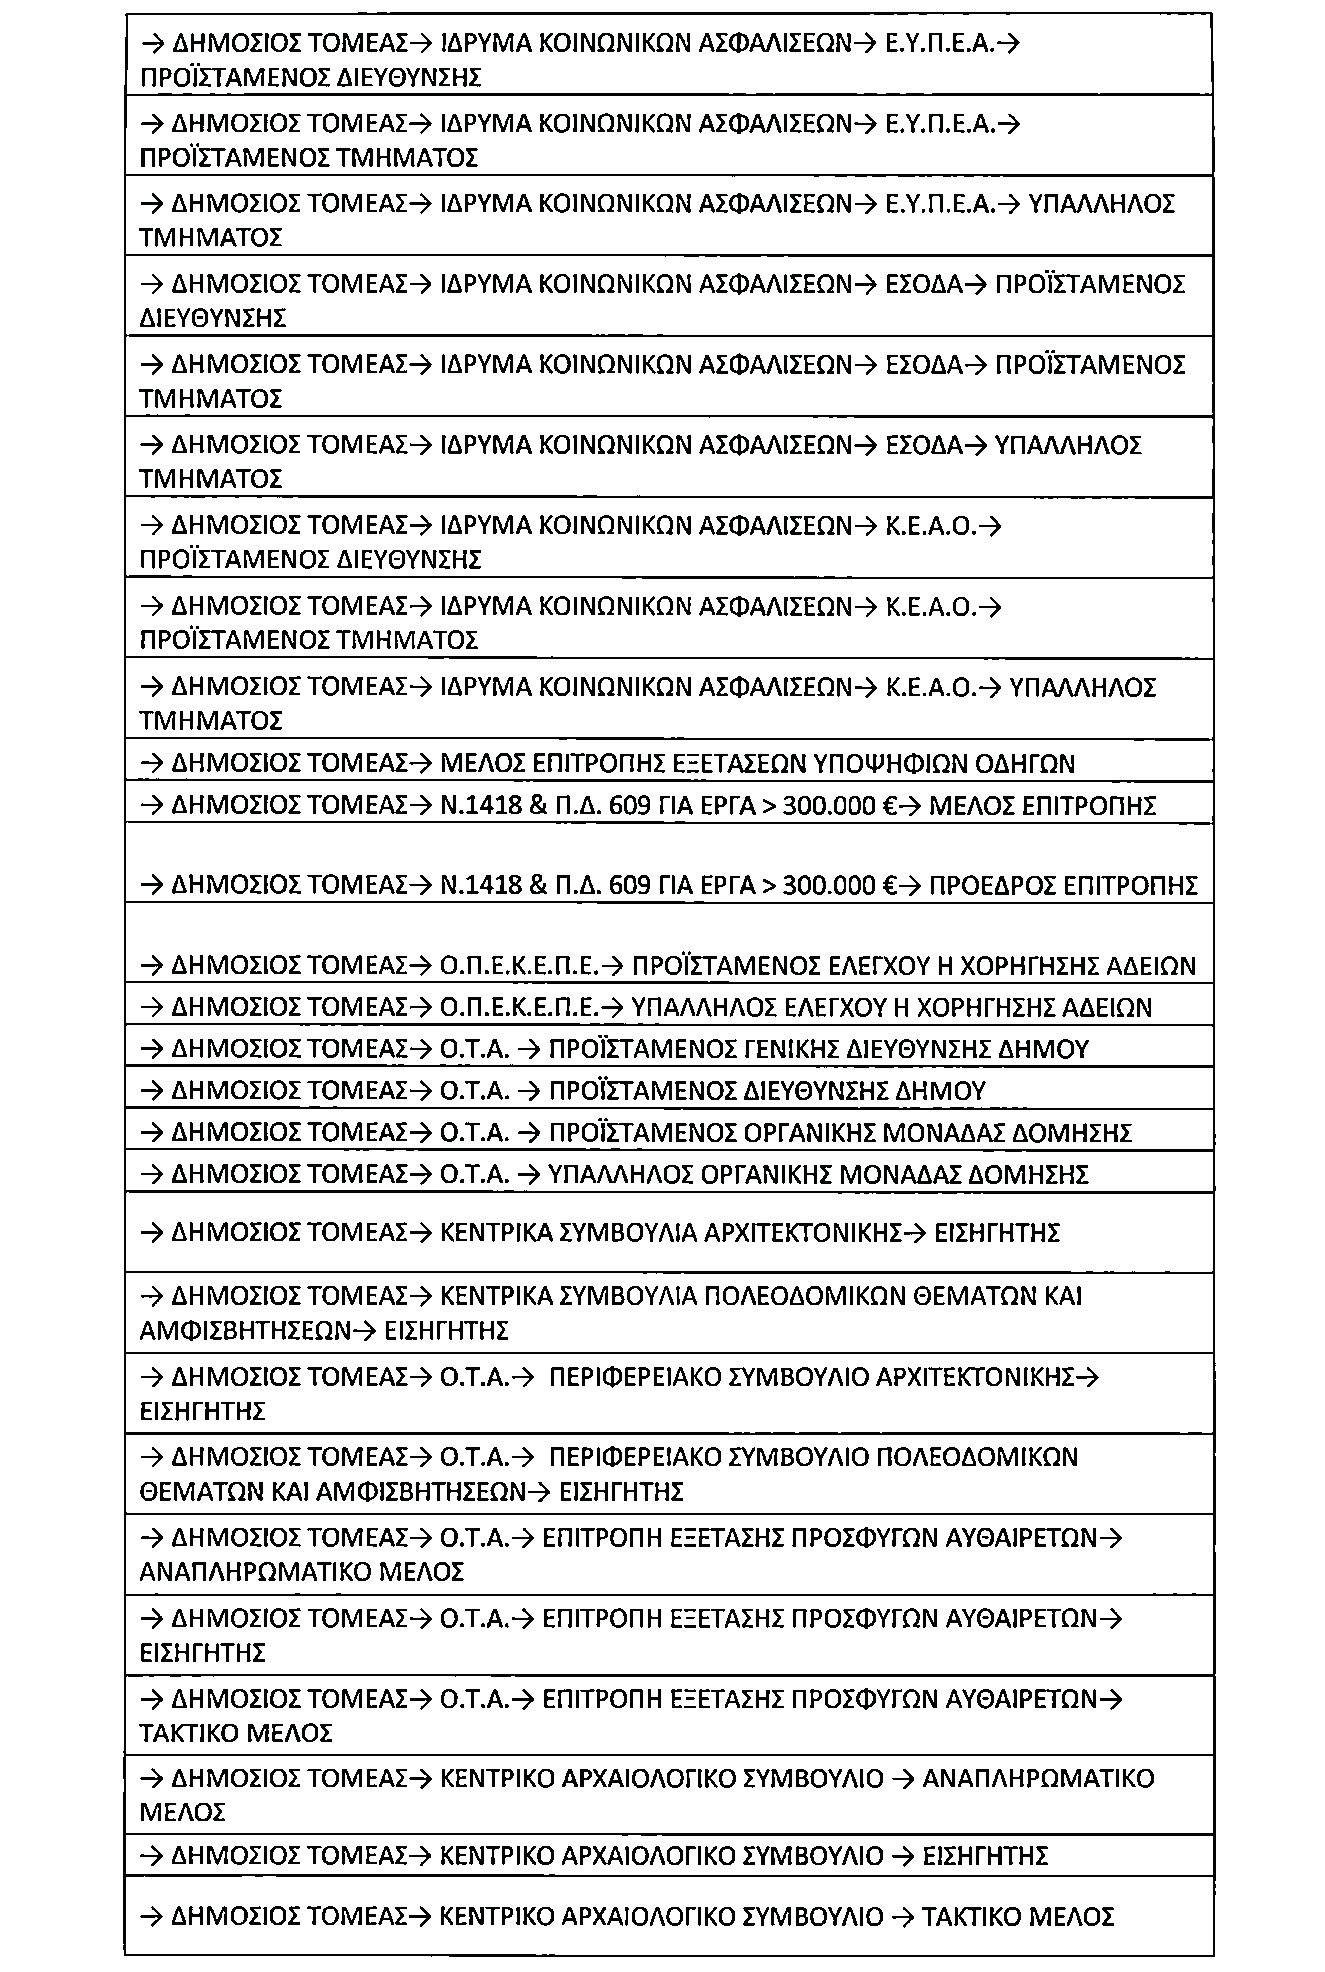 → ΔΗΜΟΣΙΟΣ ΤΟΜΕΑΣ→ ΙΔΡΥΜΑ ΚΟΙΝΩΝΙΚΩΝ ΑΣΦΑΛΙΣΕΩΝ→ Ε.Υ.Π.Ε.Α.→
ΠΡΟΪΣΤΑΜΕΝΟΣ ΔΙΕΥΘΥΝΣΗΣ
→ ΔΗΜΟΣΙΟΣ ΤΟΜΕΑΣ→ ΙΔΡΥΜΑ ΚΟΙΝΩΝΙΚΩΝ ΑΣΦΑΛΙΣΕΩΝ→ Ε.Υ.Π.Ε.Α.→
ΠΡΟΪΣΤΑΜΕΝΟΣ ΤΜΗΜΑΤΟΣ
→ ΔΗΜΟΣΙΟΣ ΤΟΜΕΑΣ→ ΙΔΡΥΜΑ ΚΟΙΝΩΝΙΚΩΝ ΑΣΦΑΛΙΣΕΩΝ→ Ε.Υ.Π.Ε.Α.→ ΥΠΑΛΛΗΛΟΣ
ΤΜΗΜΑΤΟΣ
→ ΔΗΜΟΣΙΟΣ ΤΟΜΕΑΣ→ ΙΔΡΥΜΑ ΚΟΙΝΩΝΙΚΩΝ ΑΣΦΑΛΙΣΕΩΝ→ ΕΣΟΔΑ→ ΠΡΟΪΣΤΑΜΕΝΟΣ
ΔΙΕΥΘΥΝΣΗΣ
→ ΔΗΜΟΣΙΟΣ ΤΟΜΕΑΣ→ ΙΔΡΥΜΑ ΚΟΙΝΩΝΙΚΩΝ ΑΣΦΑΛΙΣΕΩΝ→ ΕΣΟΔΑ→ ΠΡΟΪΣΤΑΜΕΝΟΣ
ΤΜΗΜΑΤΟΣ
→ ΔΗΜΟΣΙΟΣ ΤΟΜΕΑΣ→ ΙΔΡΥΜΑ ΚΟΙΝΩΝΙΚΩΝ ΑΣΦΑΛΙΣΕΩΝ→ ΕΣΟΔΑ→ ΥΠΑΛΛΗΛΟΣ
ΤΜΗΜΑΤΟΣ
→ ΔΗΜΟΣΙΟΣ ΤΟΜΕΑΣ→ ΙΔΡΥΜΑ ΚΟΙΝΩΝΙΚΩΝ ΑΣΦΑΛΙΣΕΩΝ→ Κ.Ε.Α.Ο.→
ΠΡΟΪΣΤΑΜΕΝΟΣ ΔΙΕΥΘΥΝΣΗΣ
→ ΔΗΜΟΣΙΟΣ ΤΟΜΕΑΣ→ ΙΔΡΥΜΑ ΚΟΙΝΩΝΙΚΩΝ ΑΣΦΑΛΙΣΕΩΝ→ Κ.Ε.Α.Ο.→
ΠΡΟΪΣΤΑΜΕΝΟΣ ΤΜΗΜΑΤΟΣ
→ ΔΗΜΟΣΙΟΣ ΤΟΜΕΑΣ→ ΙΔΡΥΜΑ ΚΟΙΝΩΝΙΚΩΝ ΑΣΦΑΛΙΣΕΩΝ→ Κ.Ε.Α.Ο.→ ΥΠΑΛΛΗΛΟΣ
ΤΜΗΜΑΤΟΣ
→ ΔΗΜΟΣΙΟΣ ΤΟΜΕΑΣ→ ΜΕΛΟΣ ΕΠΙΤΡΟΠΗΣ ΕΞΕΤΑΣΕΩΝ ΥΠΟΨΗΦΙΩΝ ΟΔΗΓΩΝ
→ ΔΗΜΟΣΙΟΣ ΤΟΜΕΑΣ→ Ν.1418 & Π.Δ. 609 ΓΙΑ ΕΡΓΑ > 300.000 €→ ΜΕΛΟΣ ΕΠΙΤΡΟΠΗΣ
→ ΔΗΜΟΣΙΟΣ ΤΟΜΕΑΣ→ Ν.1418 & Π.Δ. 609 ΓΙΑ ΕΡΓΑ > 300.000 €→ ΠΡΟΕΔΡΟΣ ΕΠΙΤΡΟΠΗΣ
→ ΔΗΜΟΣΙΟΣ ΤΟΜΕΑΣ→ Ο.Π.Ε.Κ.Ε.Π.Ε.→ ΠΡΟΪΣΤΑΜΕΝΟΣ ΕΛΕΓΧΟΥ Η ΧΟΡΗΓΗΣΗΣ ΑΔΕΙΩΝ
→ ΔΗΜΟΣΙΟΣ ΤΟΜΕΑΣ→ Ο.Π.Ε.Κ.Ε.Π.Ε.→ ΥΠΑΛΛΗΛΟΣ ΕΛΕΓΧΟΥ Η ΧΟΡΗΓΗΣΗΣ ΑΔΕΙΩΝ
→ ΔΗΜΟΣΙΟΣ ΤΟΜΕΑΣ→ Ο.Τ.Α. → ΠΡΟΪΣΤΑΜΕΝΟΣ ΓΕΝΙΚΗΣ ΔΙΕΥΘΥΝΣΗΣ ΔΗΜΟΥ
→ ΔΗΜΟΣΙΟΣ ΤΟΜΕΑΣ→ Ο.Τ.Α. → ΠΡΟΪΣΤΑΜΕΝΟΣ ΔΙΕΥΘΥΝΣΗΣ ΔΗΜΟΥ
→ ΔΗΜΟΣΙΟΣ ΤΟΜΕΑΣ→ Ο.Τ.Α. → ΠΡΟΪΣΤΑΜΕΝΟΣ ΟΡΓΑΝΙΚΗΣ ΜΟΝΑΔΑΣ ΔΟΜΗΣΗΣ
→ ΔΗΜΟΣΙΟΣ ΤΟΜΕΑΣ→ Ο.Τ.Α. → ΥΠΑΛΛΗΛΟΣ ΟΡΓΑΝΙΚΗΣ ΜΟΝΑΔΑΣ ΔΟΜΗΣΗΣ
→ ΔΗΜΟΣΙΟΣ ΤΟΜΕΑΣ→ ΚΕΝΤΡΙΚΑ ΣΥΜΒΟΥΛΙΑ ΑΡΧΙΤΕΚΤΟΝΙΚΗΣ→ ΕΙΣΗΓΗΤΗΣ
→ ΔΗΜΟΣΙΟΣ ΤΟΜΕΑΣ→ ΚΕΝΤΡΙΚΑ ΣΥΜΒΟΥΛΙΑ ΠΟΛΕΟΔΟΜΙΚΩΝ ΘΕΜΑΤΩΝ ΚΑΙ
ΑΜΦΙΣΒΗΤΗΣΕΩΝ→ ΕΙΣΗΓΗΤΗΣ
→ ΔΗΜΟΣΙΟΣ ΤΟΜΕΑΣ→ Ο.Τ.Α.→ ΠΕΡΙΦΕΡΕΙΑΚΟ ΣΥΜΒΟΥΛΙΟ ΑΡΧΙΤΕΚΤΟΝΙΚΗΣ→
ΕΙΣΗΓΗΤΗΣ
→ ΔΗΜΟΣΙΟΣ ΤΟΜΕΑΣ→ Ο.Τ.Α.→ ΠΕΡΙΦΕΡΕΙΑΚΟ ΣΥΜΒΟΥΛΙΟ ΠΟΛΕΟΔΟΜΙΚΩΝ
ΘΕΜΑΤΩΝ ΚΑΙ ΑΜΦΙΣΒΗΤΗΣΕΩΝ→ ΕΙΣΗΓΗΤΗΣ
→ ΔΗΜΟΣΙΟΣ ΤΟΜΕΑΣ→ Ο.Τ.Α.→ ΕΠΙΤΡΟΠΗ ΕΞΕΤΑΣΗΣ ΠΡΟΣΦΥΓΩΝ ΑΥΘΑΙΡΕΤΩΝ→
ΑΝΑΠΛΗΡΩΜΑΤΙΚΟ ΜΕΛΟΣ
→ ΔΗΜΟΣΙΟΣ ΤΟΜΕΑΣ→ Ο.Τ.Α.→ ΕΠΙΤΡΟΠΗ ΕΞΕΤΑΣΗΣ ΠΡΟΣΦΥΓΩΝ ΑΥΘΑΙΡΕΤΩΝ→
ΕΙΣΗΓΗΤΗΣ
→ ΔΗΜΟΣΙΟΣ ΤΟΜΕΑΣ→ Ο.Τ.Α.→ ΕΠΙΤΡΟΠΗ ΕΞΕΤΑΣΗΣ ΠΡΟΣΦΥΓΩΝ ΑΥΘΑΙΡΕΤΩΝ→
ΤΑΚΤΙΚΟ ΜΕΛΟΣ
→ ΔΗΜΟΣΙΟΣ ΤΟΜΕΑΣ→ ΚΕΝΤΡΙΚΟ ΑΡΧΑΙΟΛΟΓΙΚΟ ΣΥΜΒΟΥΛΙΟ → ΑΝΑΠΛΗΡΩΜΑΤΙΚΟ
ΜΕΛΟΣ
→ ΔΗΜΟΣΙΟΣ ΤΟΜΕΑΣ→ ΚΕΝΤΡΙΚΟ ΑΡΧΑΙΟΛΟΓΙΚΟ ΣΥΜΒΟΥΛΙΟ → ΕΙΣΗΓΗΤΗΣ
→ ΔΗΜΟΣΙΟΣ ΤΟΜΕΑΣ→ ΚΕΝΤΡΙΚΟ ΑΡΧΑΙΟΛΟΓΙΚΟ ΣΥΜΒΟΥΛΙΟ → ΤΑΚΤΙΚΟ ΜΕΛΟΣ